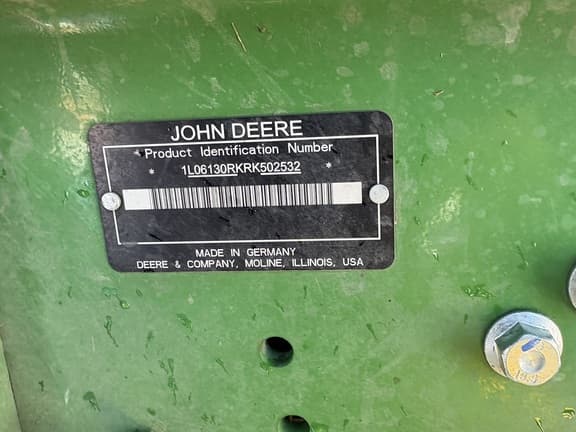 JOHN DEERE
Product Identification Number
* 1L06130RKRK502532 *
MADE IN GERMANY
DEERE & COMPANY, MOLINE, ILLINOIS, USA